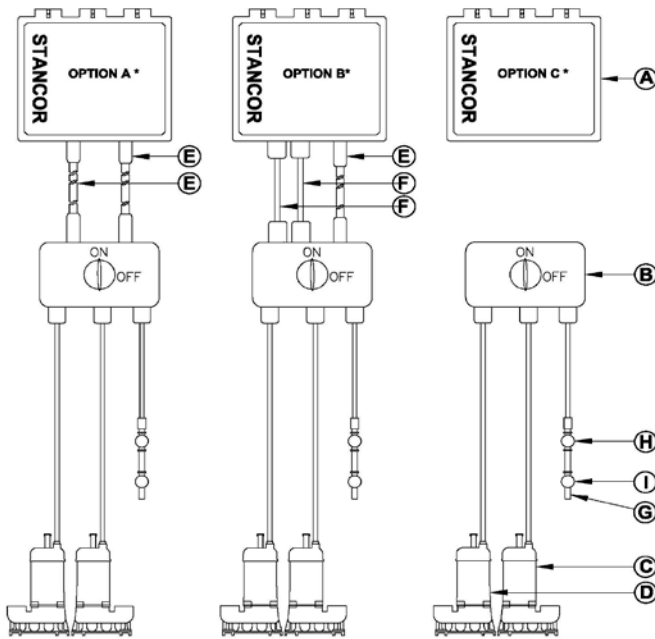 STANCOR
OPTION A *
STANCOR
OPTION B*
STANCOR
OPTION C *
A
E
E
E
F
F
ON
OFF
ON
OFF
ON
OFF
B
H
I
G
C
D